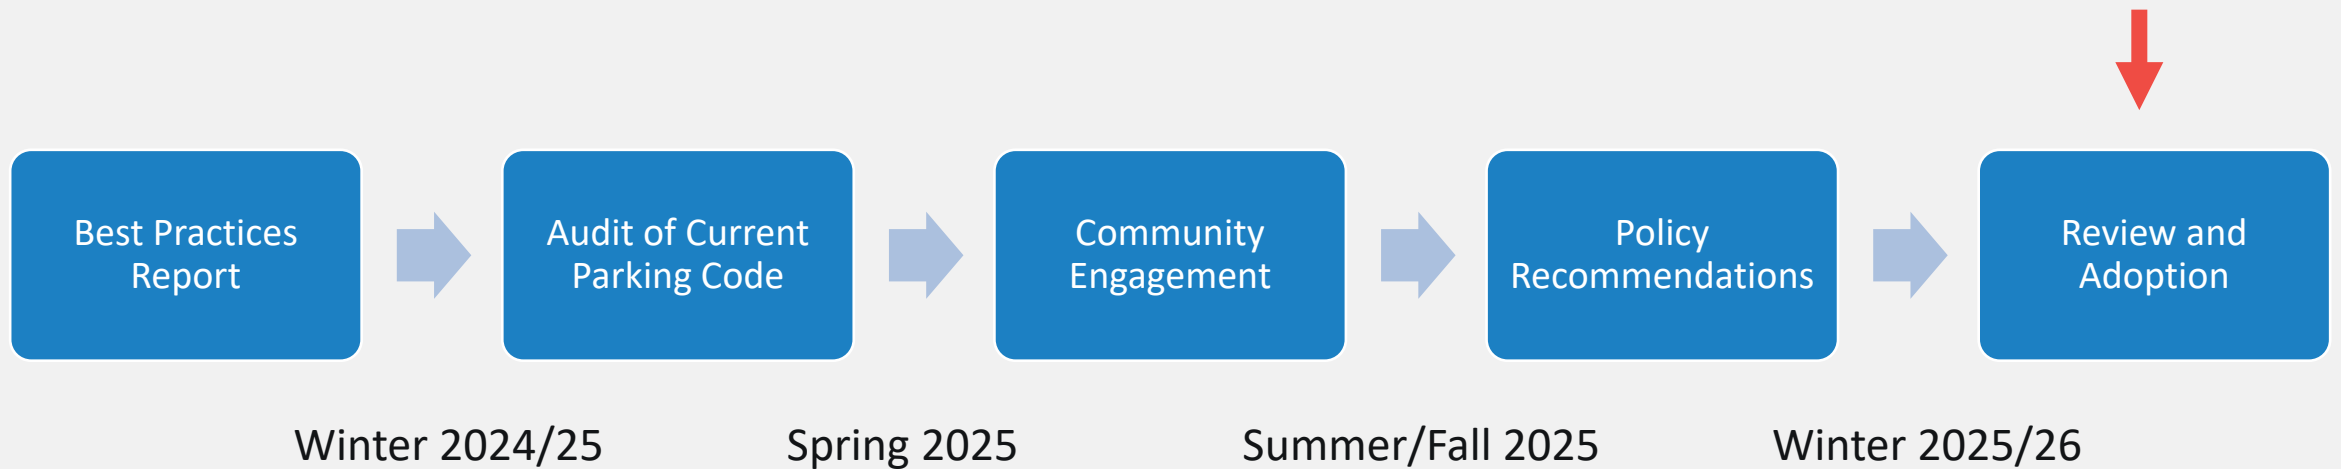 Best Practices
Report
Audit of Current
Parking Code
Community
Engagement
Policy
Recommendations
Review and
Adoption
Winter 2024/25
Spring 2025
Summer/Fall 2025
Winter 2025/26